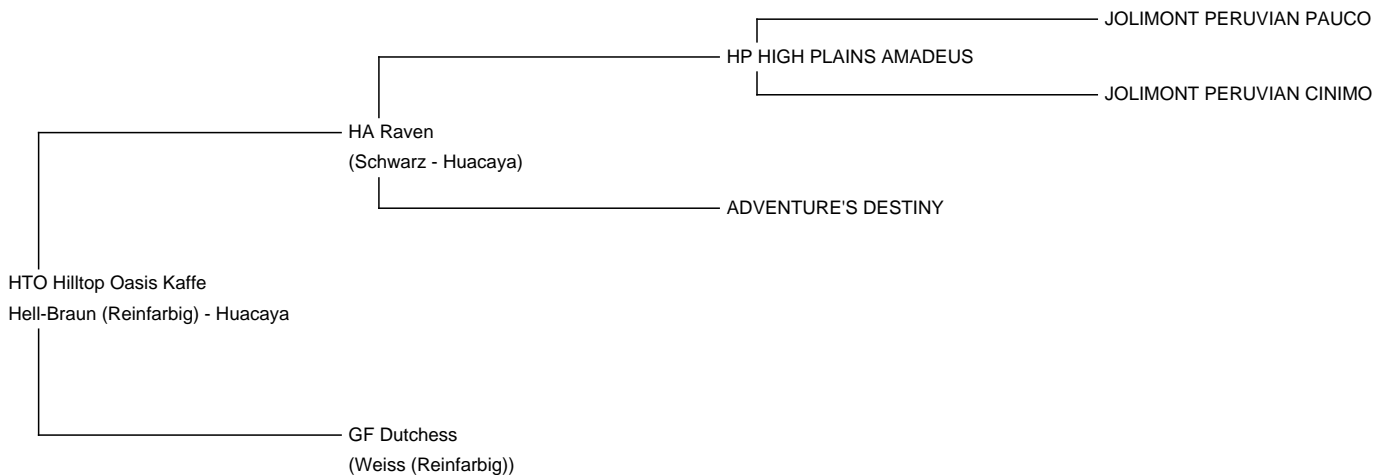 JOLIMONT PERUVIAN PAUCO
HP HIGH PLAINS AMADEUS
JOLIMONT PERUVIAN CINIMO
HA Raven
(Schwarz - Huacaya)
ADVENTURE'S DESTINY
HTO Hilltop Oasis Kaffe
Hell-Braun (Reinfarbig) - Huacaya
GF Dutchess
(Weiss (Reinfarbig))